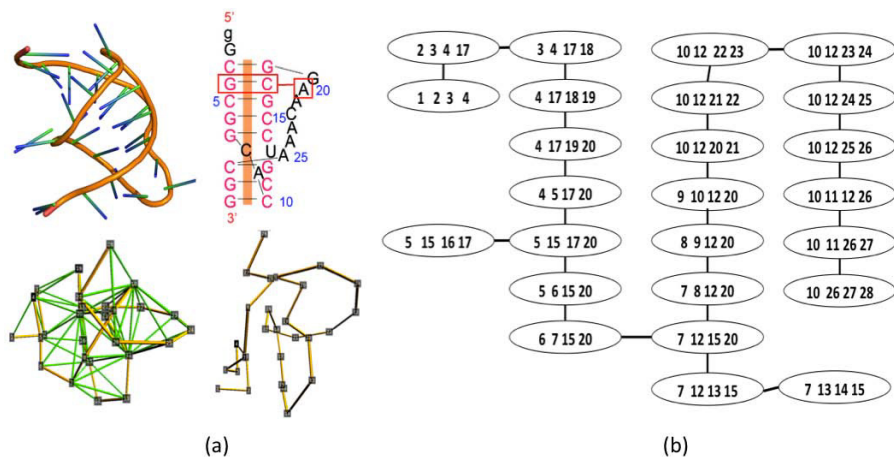 5'
g
G
C G
G C A G
5 C G A 20
G 15 C C A
G C A
C U A 25
C G
G A C
G C 10
3'
2 3 4 17
3 4 17 18
10 12 22 23
10 12 23 24
1 2 3 4
4 17 18 19
10 12 21 22
10 12 24 25
4 17 19 20
10 12 20 21
10 12 25 26
4 5 17 20
9 10 12 20
10 11 12 26
5 15 16 17
5 15 17 20
8 9 12 20
10 11 26 27
5 6 15 20
7 8 12 20
10 26 27 28
6 7 15 20
7 12 15 20
7 12 13 15
7 13 14 15
(a)
(b)